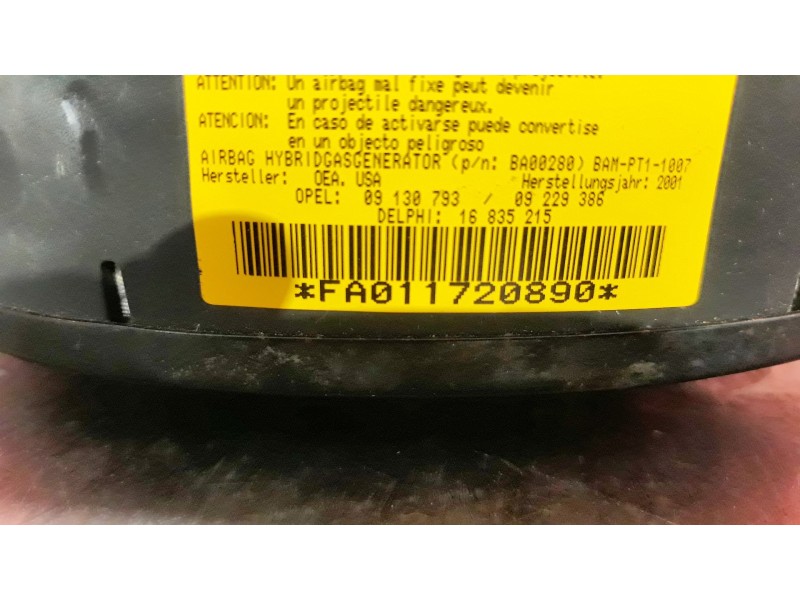 ATTENTION: Un airbag mal fixe peut devenir
un projectile dangereux.
ATENCION: En caso de activarse puede convertise
en un objecto peligroso
AIRBAG HYBRIDGASGENERATOR (p/n: BA00280) BAM-PT1-1007
Hersteller: OEA. USA Herstellungsjahr: 2001
OPEL: 09 130 793 / 09 229 386
DELPHI: 16 835 215
*FA011720890*